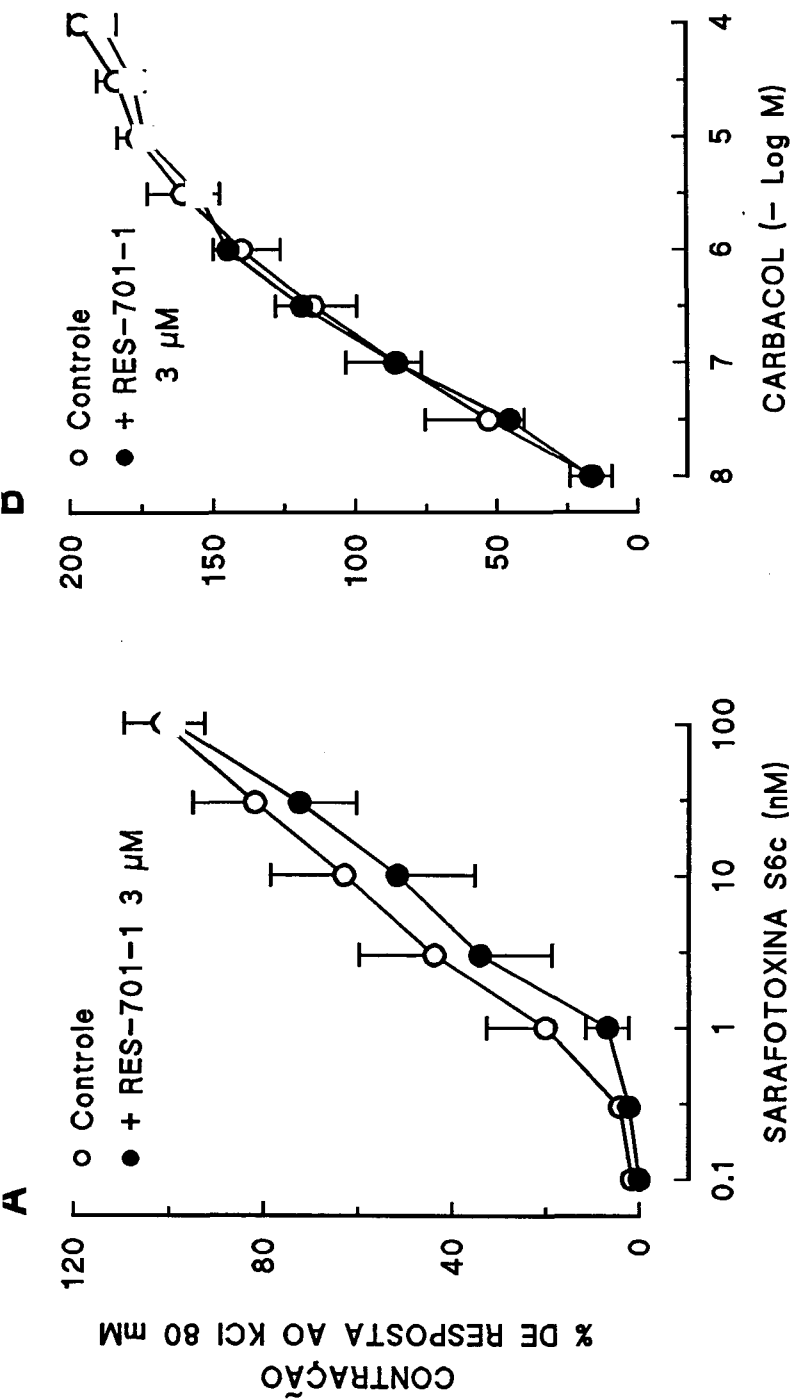 A
CONTRAÇÃO
% DE RESPOSTA AO KCl 80 mM
120
80
40
0
O Controle
● + RES-701-1 3 µM
0.1
1
10
100
SARAFOTOXINA S6c (nM)
200
150
100
50
0
O Controle
● + RES-701-1
3 µM
8
7
6
5
4
CARBACOL (- Log M)